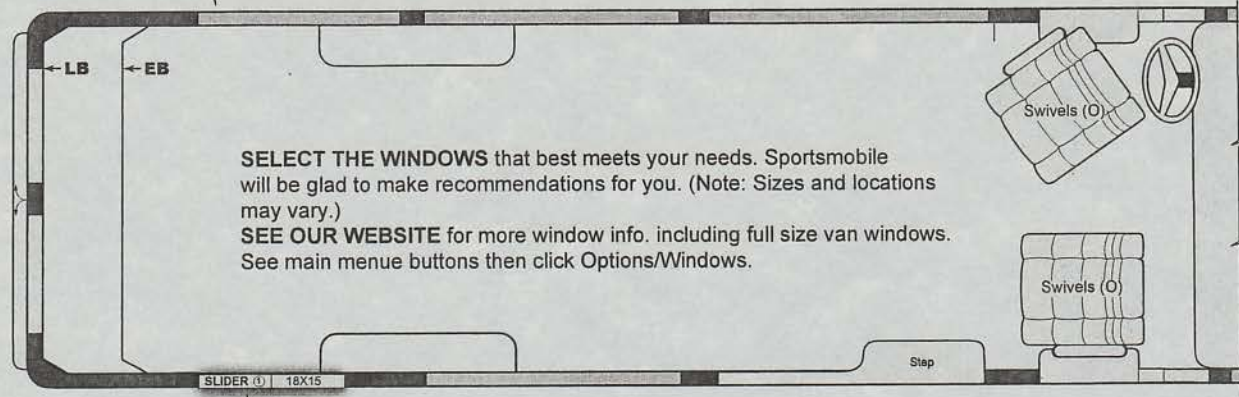 LB
EB
Swivels (O)
SELECT THE WINDOWS that best meets your needs. Sportsmobile
will be glad to make recommendations for you. (Note: Sizes and locations
may vary.)
SEE OUR WEBSITE for more window info. including full size van windows.
See main menue buttons then click Options/Windows.
Swivels (O)
Step
SLIDER ① 18X15